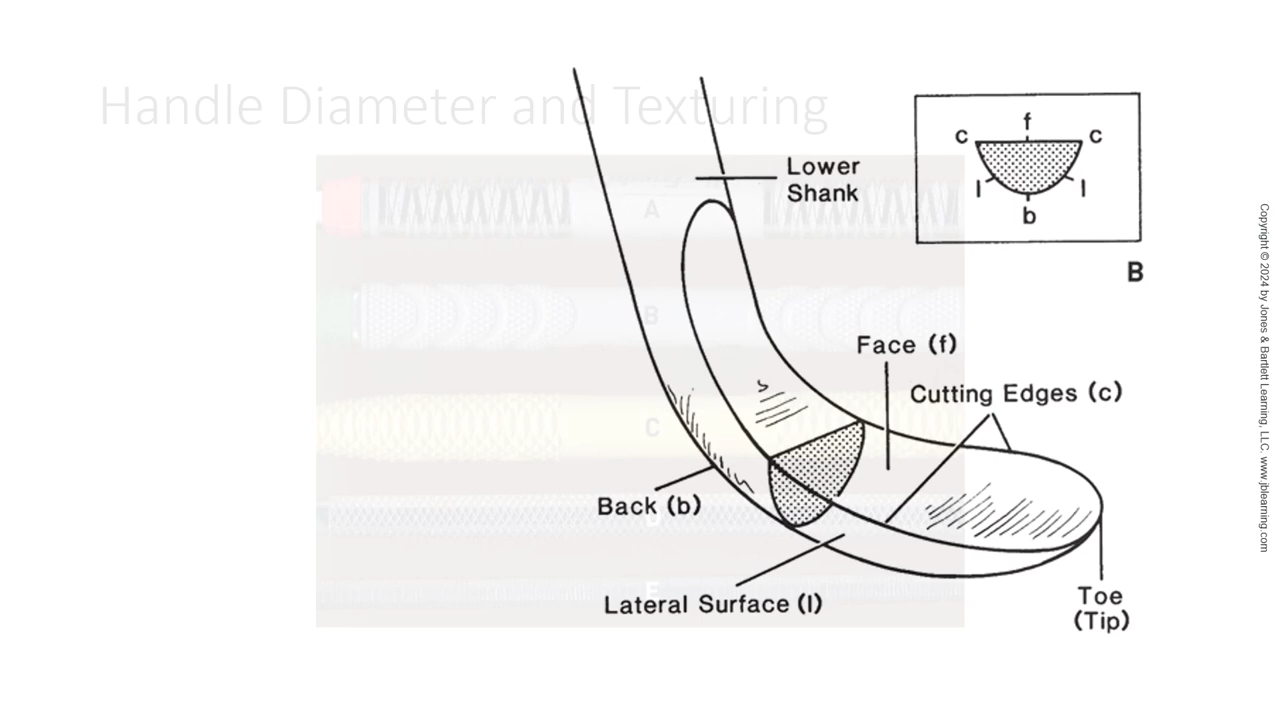 Handle Diameter and Texturing
Lower
Shank
A
B
C
D
E
f
c
c
l
l
b
B
Face (f)
Cutting Edges (c)
Back (b)
Lateral Surface (l)
Toe
(Tip)
Copyright © 2024 by Jones & Bartlett Learning, LLC. www.jblearning.com